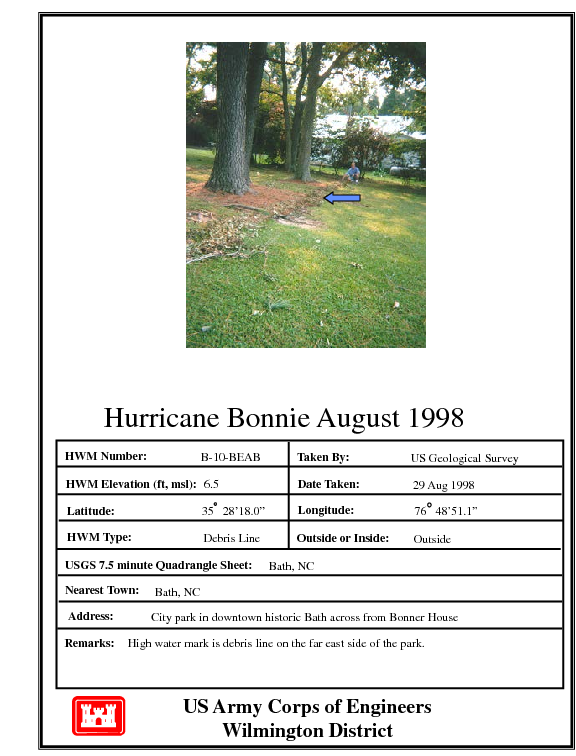 Hurricane Bonnie August 1998
HWM Number: B-10-BEAB Taken By: US Geological Survey
HWM Elevation (ft, msl): 6.5 Date Taken: 29 Aug 1998
Latitude: 35° 28'18.0" Longitude: 76° 48'51.1"
HWM Type: Debris Line Outside or Inside: Outside
USGS 7.5 minute Quadrangle Sheet: Bath, NC
Nearest Town: Bath, NC
Address: City park in downtown historic Bath across from Bonner House
Remarks: High water mark is debris line on the far east side of the park.
US Army Corps of Engineers
Wilmington District